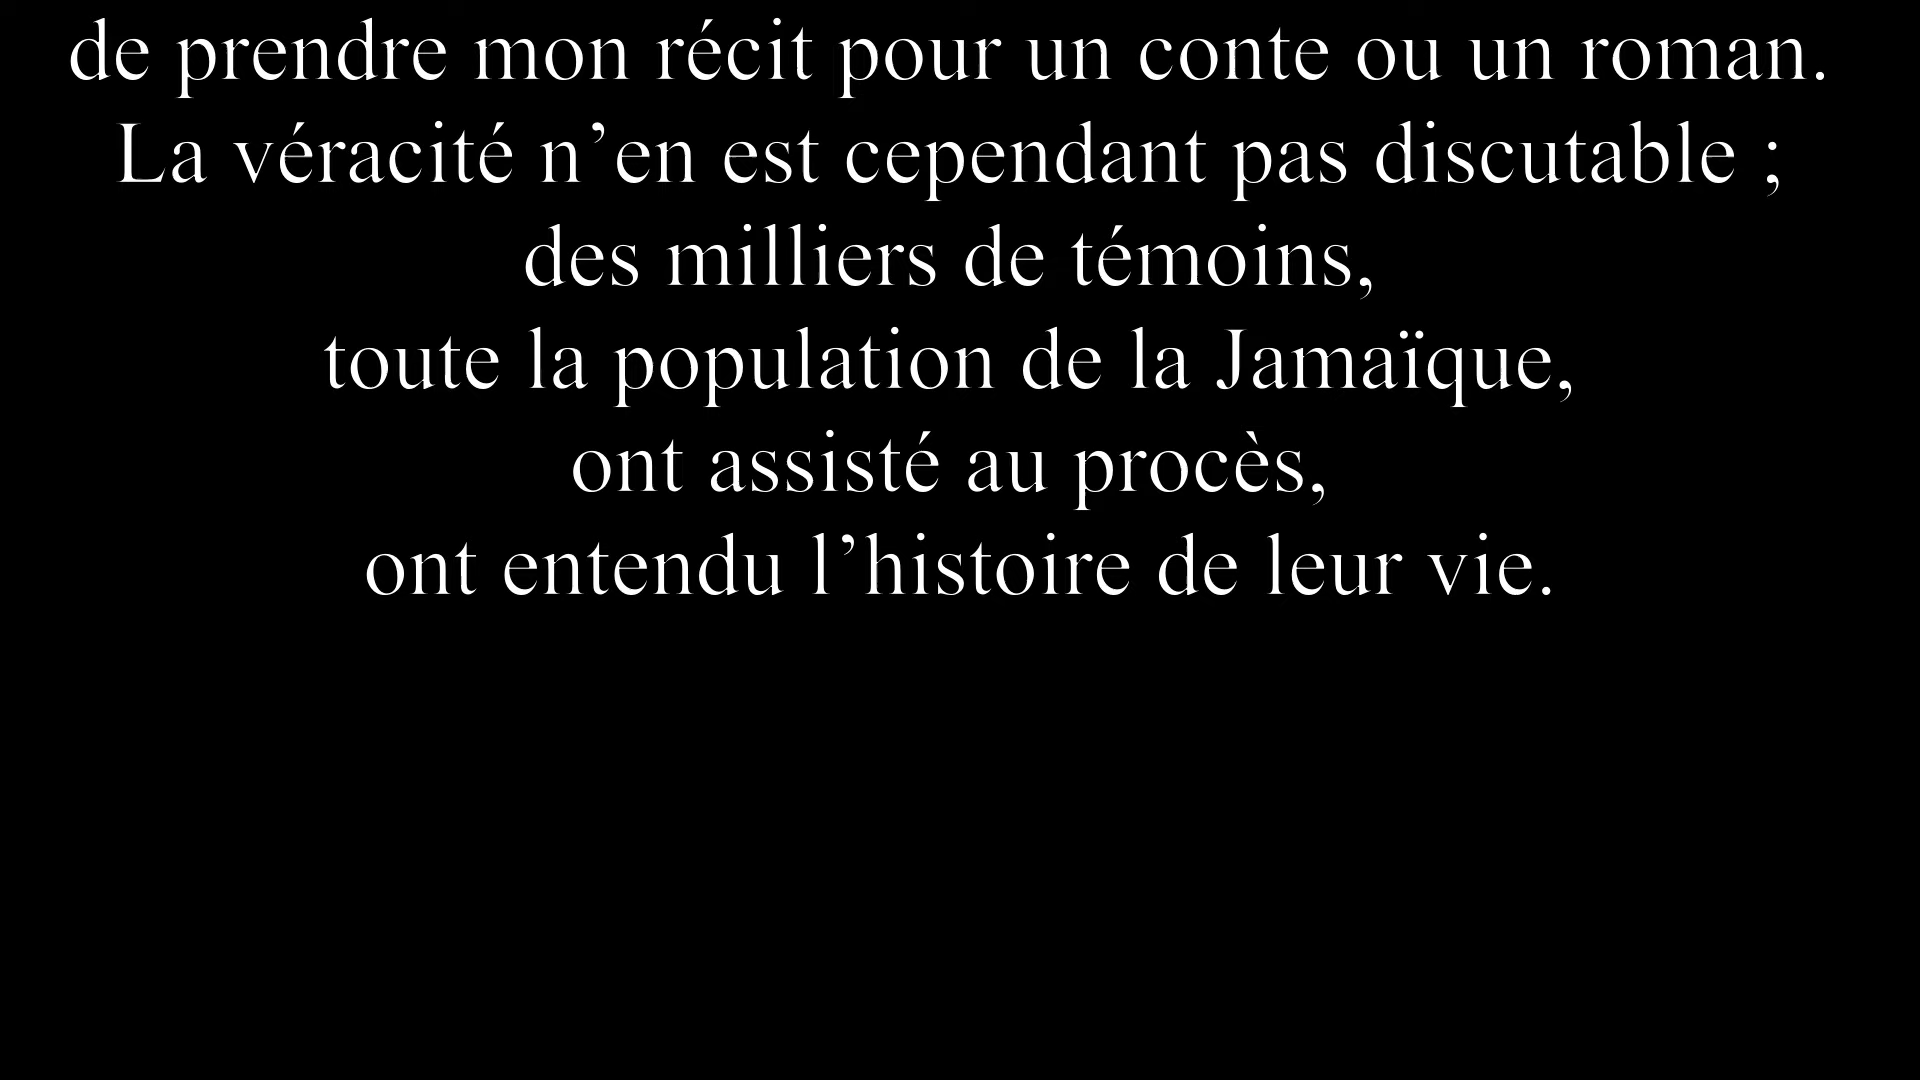 de prendre mon récit pour un conte ou un roman.
La véracité n’en est cependant pas discutable ;
des milliers de témoins,
toute la population de la Jamaïque,
ont assisté au procès,
ont entendu l’histoire de leur vie.